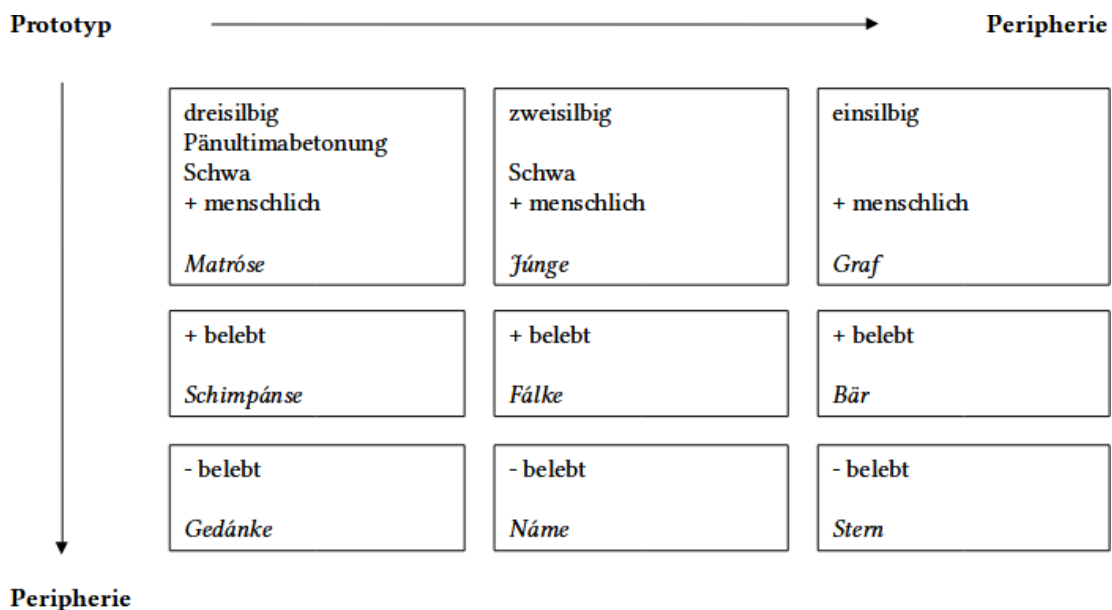 Prototyp Peripherie
dreisilbig
Pänultimabetonung
Schwa
+ menschlich
Matróse
zweisilbig
Schwa
+ menschlich
Júnge
einsilbig
+ menschlich
Graf
+ belebt
Schimpánse
+ belebt
Fálke
+ belebt
Bär
- belebt
Gedánke
- belebt
Náme
- belebt
Stern
Peripherie